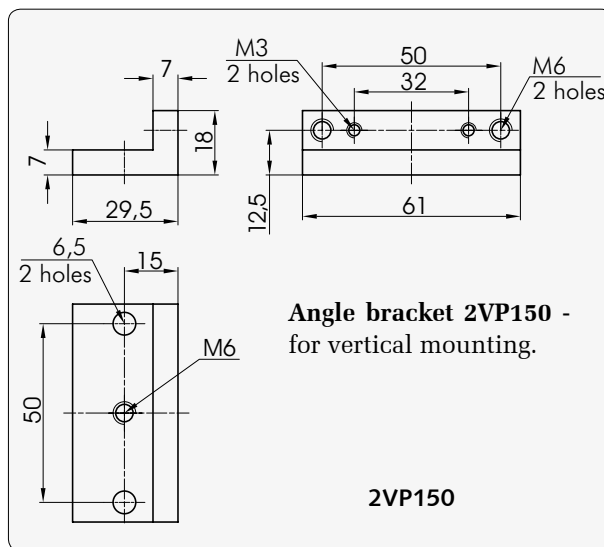 7
18
7
29,5
M3
2 holes
50
32
M6
2 holes
12,5
61
6,5
2 holes
15
M6
50
Angle bracket 2VP150 -
for vertical mounting.
2VP150